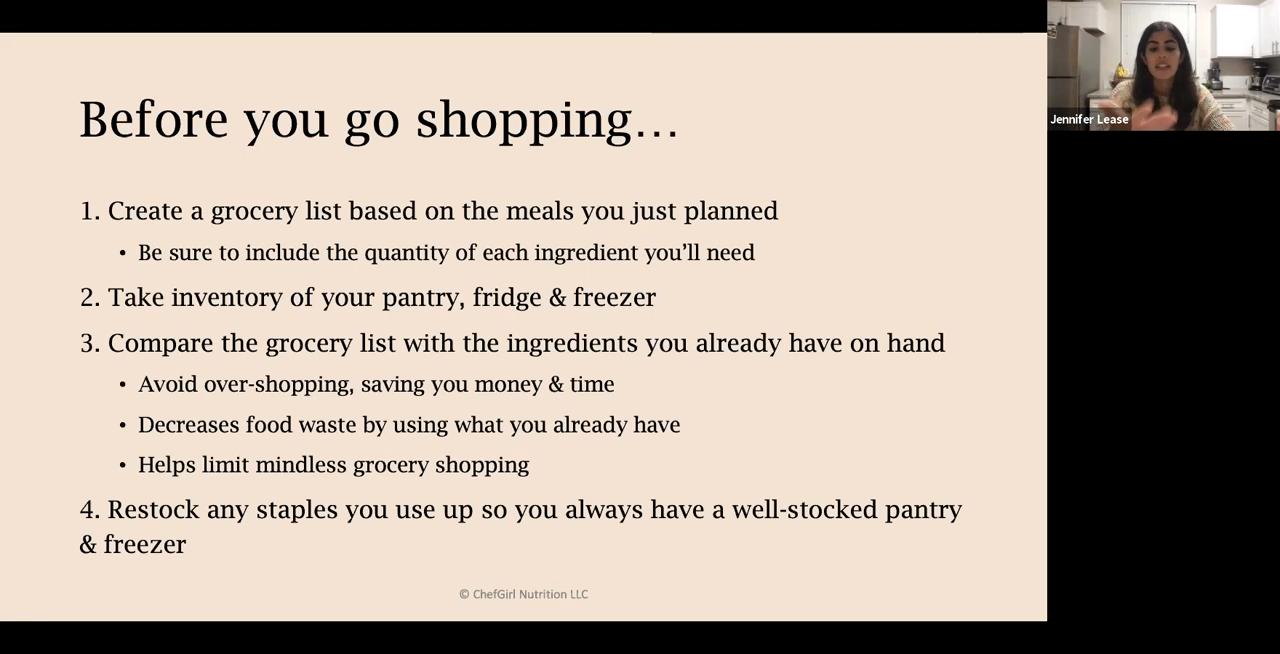 Before you go shopping...
1. Create a grocery list based on the meals you just planned
• Be sure to include the quantity of each ingredient you’ll need
2. Take inventory of your pantry, fridge & freezer
3. Compare the grocery list with the ingredients you already have on hand
• Avoid over-shopping, saving you money & time
• Decreases food waste by using what you already have
• Helps limit mindless grocery shopping
4. Restock any staples you use up so you always have a well-stocked pantry
& freezer
© ChefGirl Nutrition LLC
Jennifer Lease